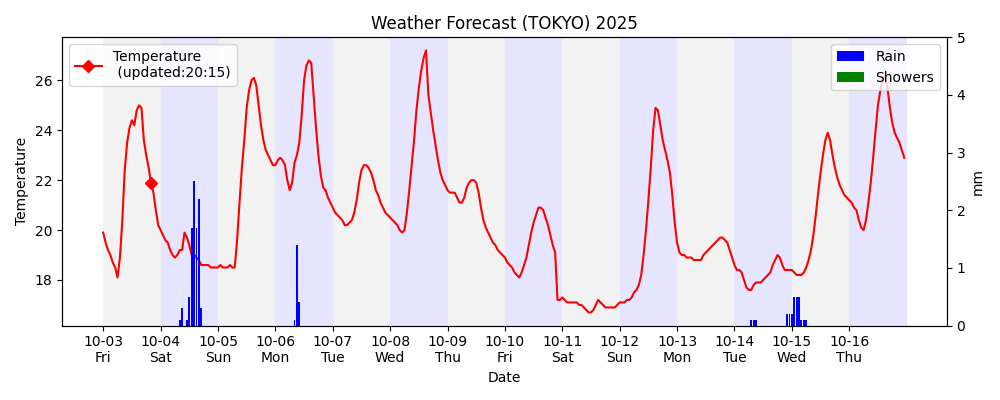 Weather Forecast (TOKYO) 2025
Temperature
(updated:20:15)
Rain
Showers
Temperature
26
24
22
20
18
5
4
3
2
1
0
mm
10-03 10-04 10-05 10-06 10-07 10-08 10-09 10-10 10-11 10-12 10-13 10-14 10-15 10-16
Fri Sat Sun Mon Tue Wed Thu Fri Sat Sun Mon Tue Wed Thu
Date